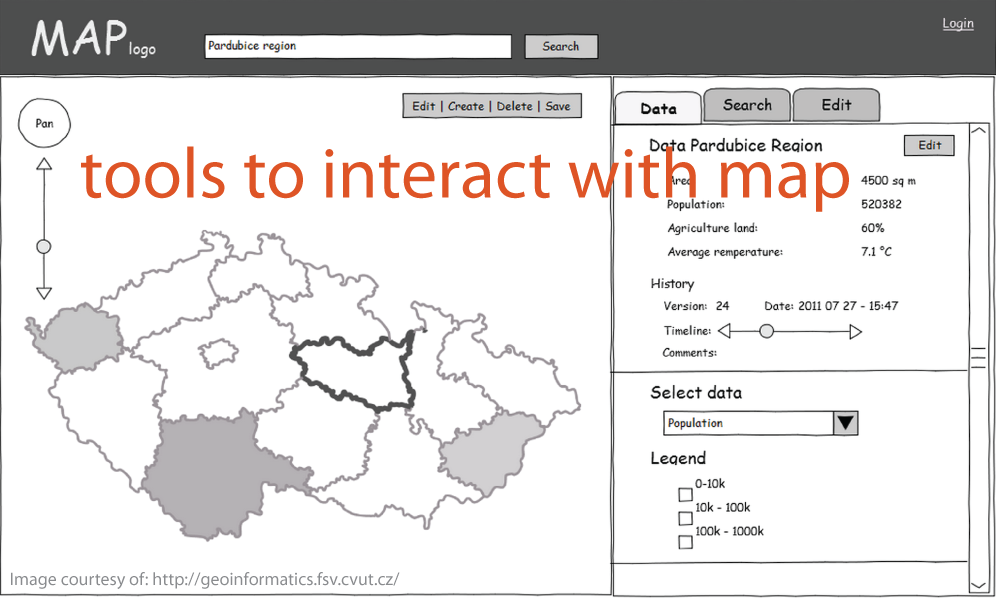 MAP logo
Login
Pardubice region
Search
Edit | Create | Delete | Save
Pan
tools to interact with map
Data
Search
Edit
Data Pardubice Region
Edit
Area: 4500 sq m
Population: 520382
Agriculture land: 60%
Average remperature: 7.1 °C
History
Version: 24 Date: 2011 07 27 - 15:47
Timeline:
Comments:
Select data
Population
Legend
0-10k
10k - 100k
100k - 1000k
Image courtesy of: http://geoinformatics.fsv.cvut.cz/